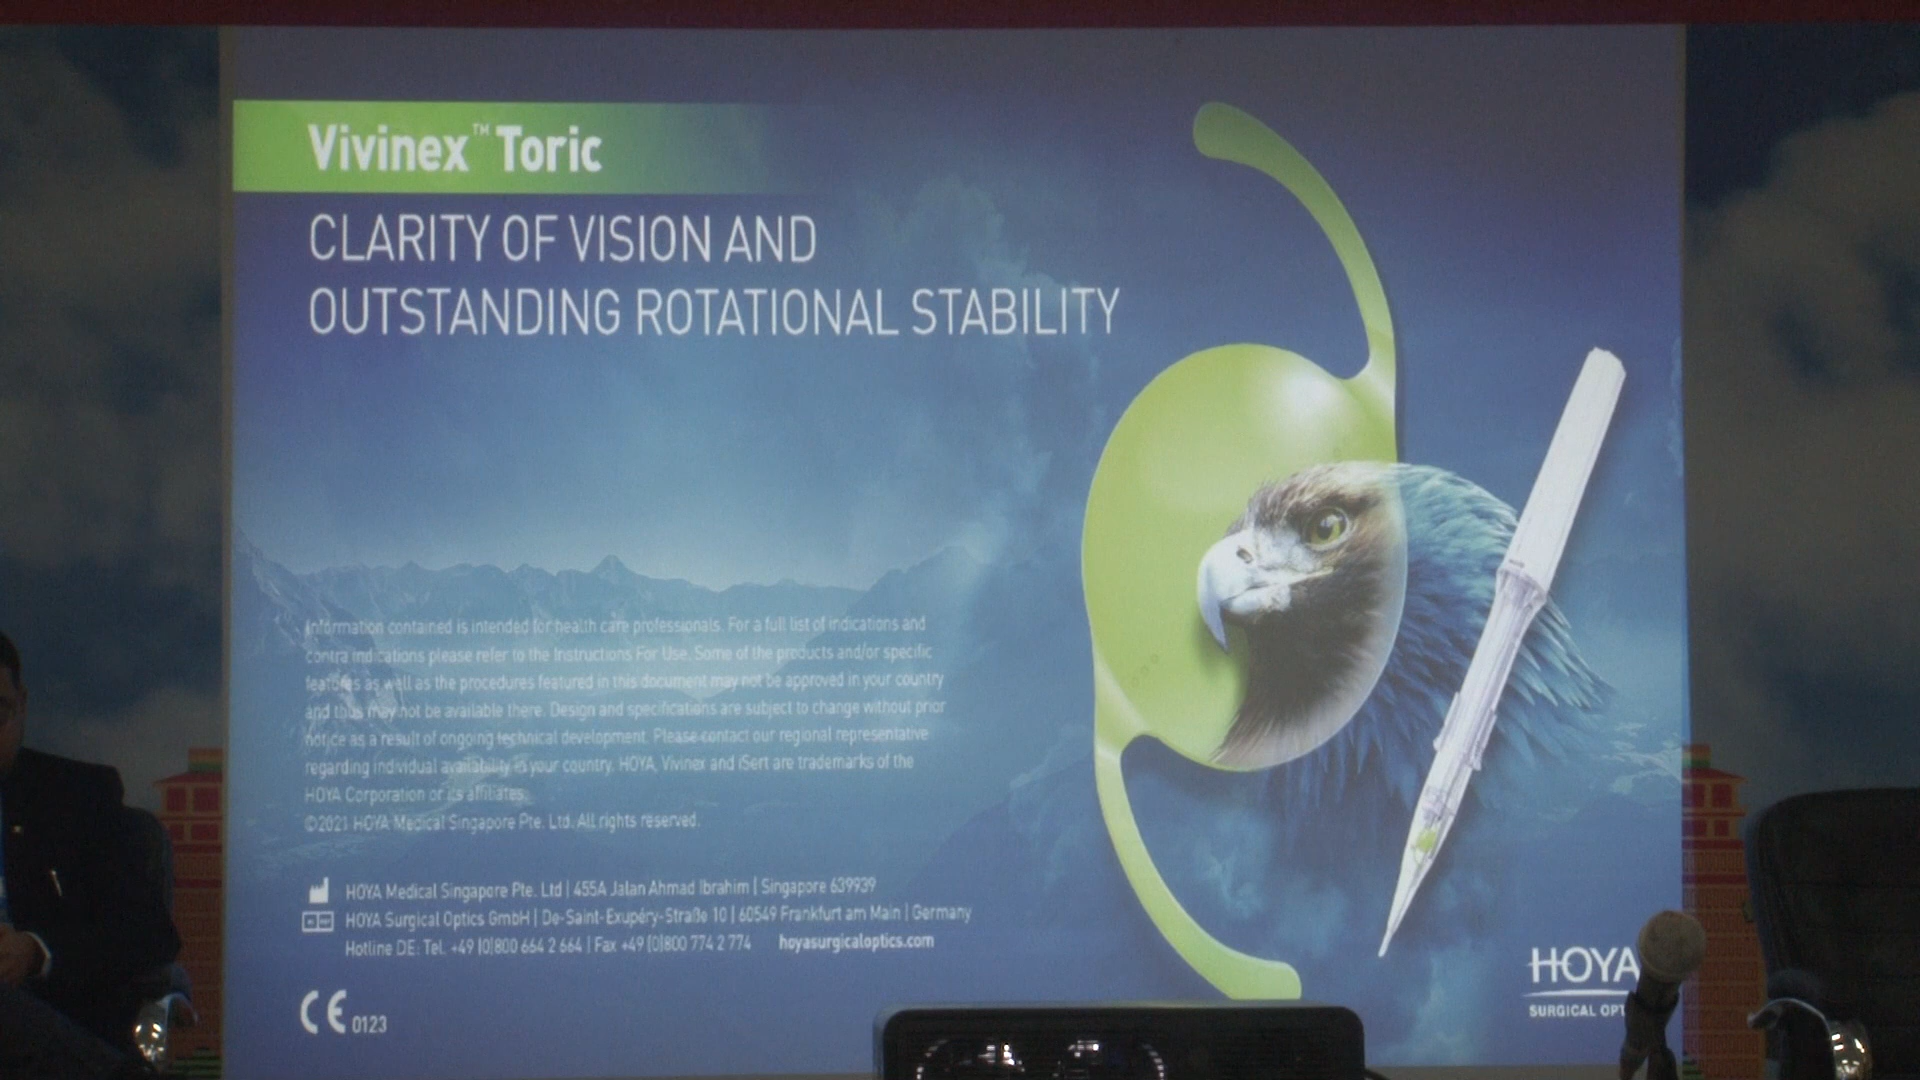 Vivinex™ Toric
CLARITY OF VISION AND
OUTSTANDING ROTATIONAL STABILITY
Information contained is intended for health care professionals. For a full list of indications and
contra indications please refer to the Instructions For Use. Some of the products and/or specific
features as well as the procedures featured in this document may not be approved in your country
and thus may not be available there. Design and specifications are subject to change without prior
notice as a result of ongoing technical development. Please contact our regional representative
regarding individual availability in your country. HOYA, Vivinex and iSert are trademarks of the
HOYA Corporation or its affiliates.
©2021 HOYA Medical Singapore Pte. Ltd. All rights reserved.
HOYA Medical Singapore Pte. Ltd | 455A Jalan Ahmad Ibrahim | Singapore 639939
HOYA Surgical Optics GmbH | De-Saint-Exupéry-Straße 10 | 60549 Frankfurt am Main | Germany
Hotline DE: Tel. +49 (0)800 664 2 664 | Fax +49 (0)800 774 2 774 hoyasurgicaloptics.com
CE 0123
HOYA
SURGICAL OPT